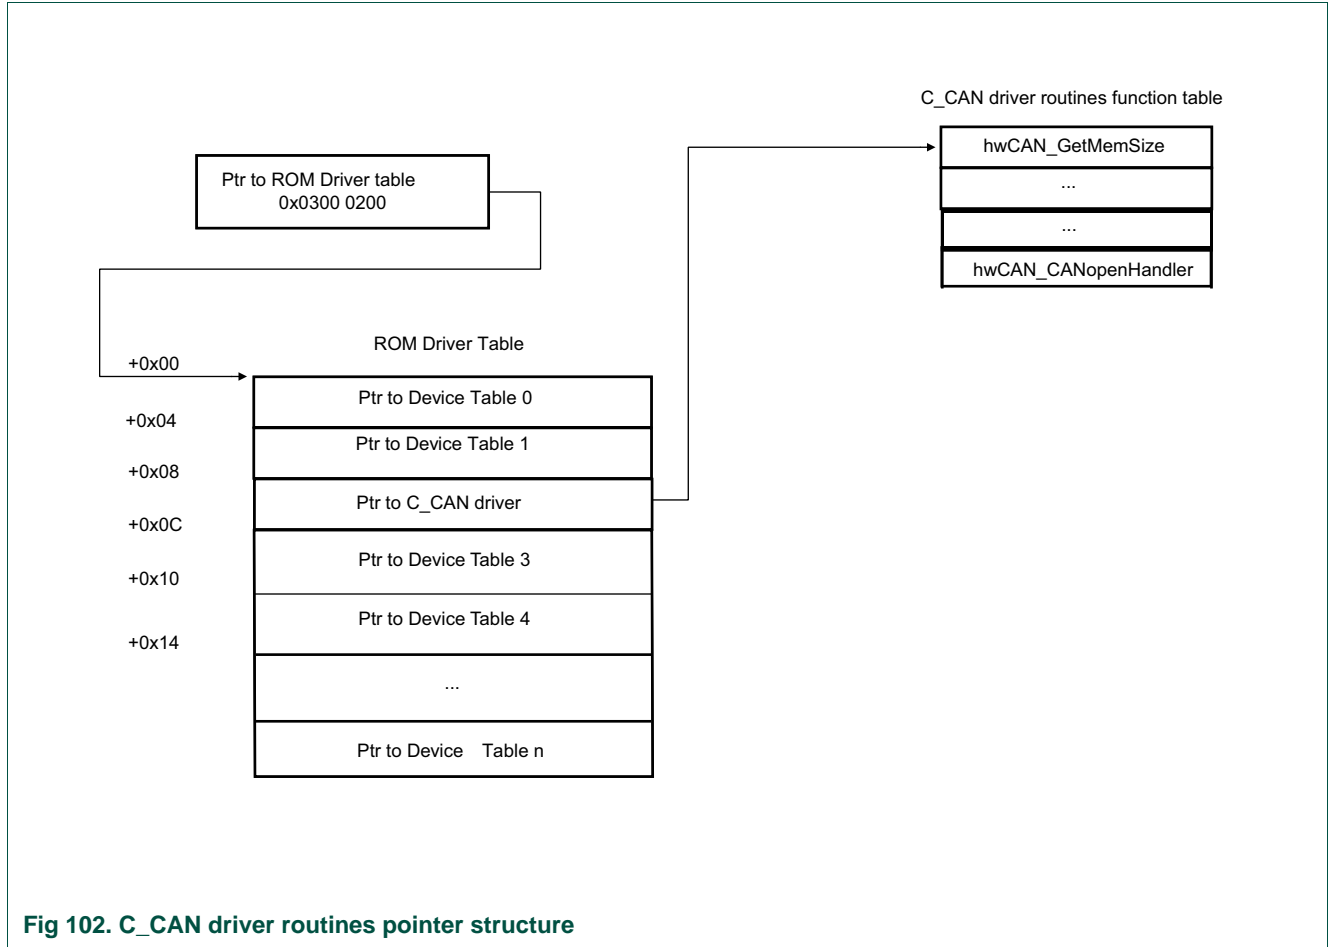 C_CAN driver routines function table
hwCAN_GetMemSize
...
...
hwCAN_CANopenHandler
Ptr to ROM Driver table
0x0300 0200
ROM Driver Table
+0x00
Ptr to Device Table 0
+0x04
Ptr to Device Table 1
+0x08
Ptr to C_CAN driver
+0x0C
Ptr to Device Table 3
+0x10
Ptr to Device Table 4
+0x14
...
Ptr to Device Table n
Fig 102. C_CAN driver routines pointer structure